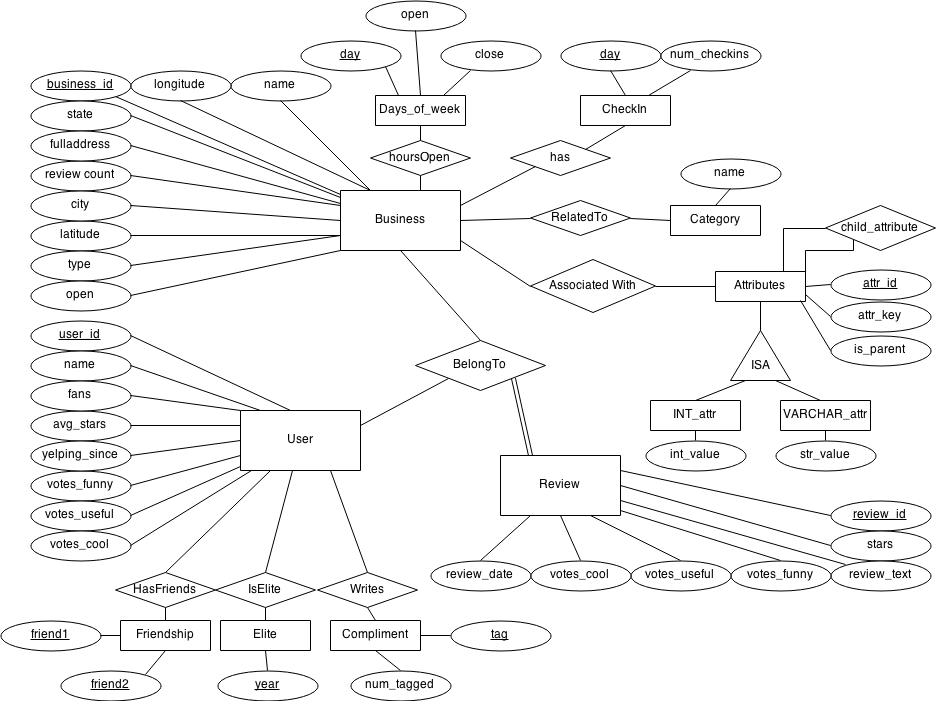 open
day
close
day
num_checkins
business_id
longitude
name
Days_of_week
CheckIn
state
fulladdress
hoursOpen
has
review count
name
city
Business
RelatedTo
Category
child_attribute
latitude
type
Associated With
Attributes
attr_id
open
attr_key
user_id
is_parent
name
BelongTo
ISA
fans
INT_attr
VARCHAR_attr
avg_stars
User
yelping_since
int_value
str_value
votes_funny
Review
votes_useful
review_id
votes_cool
stars
review_date
votes_cool
votes_useful
votes_funny
review_text
HasFriends
IsElite
Writes
friend1
Friendship
Elite
Compliment
tag
friend2
year
num_tagged